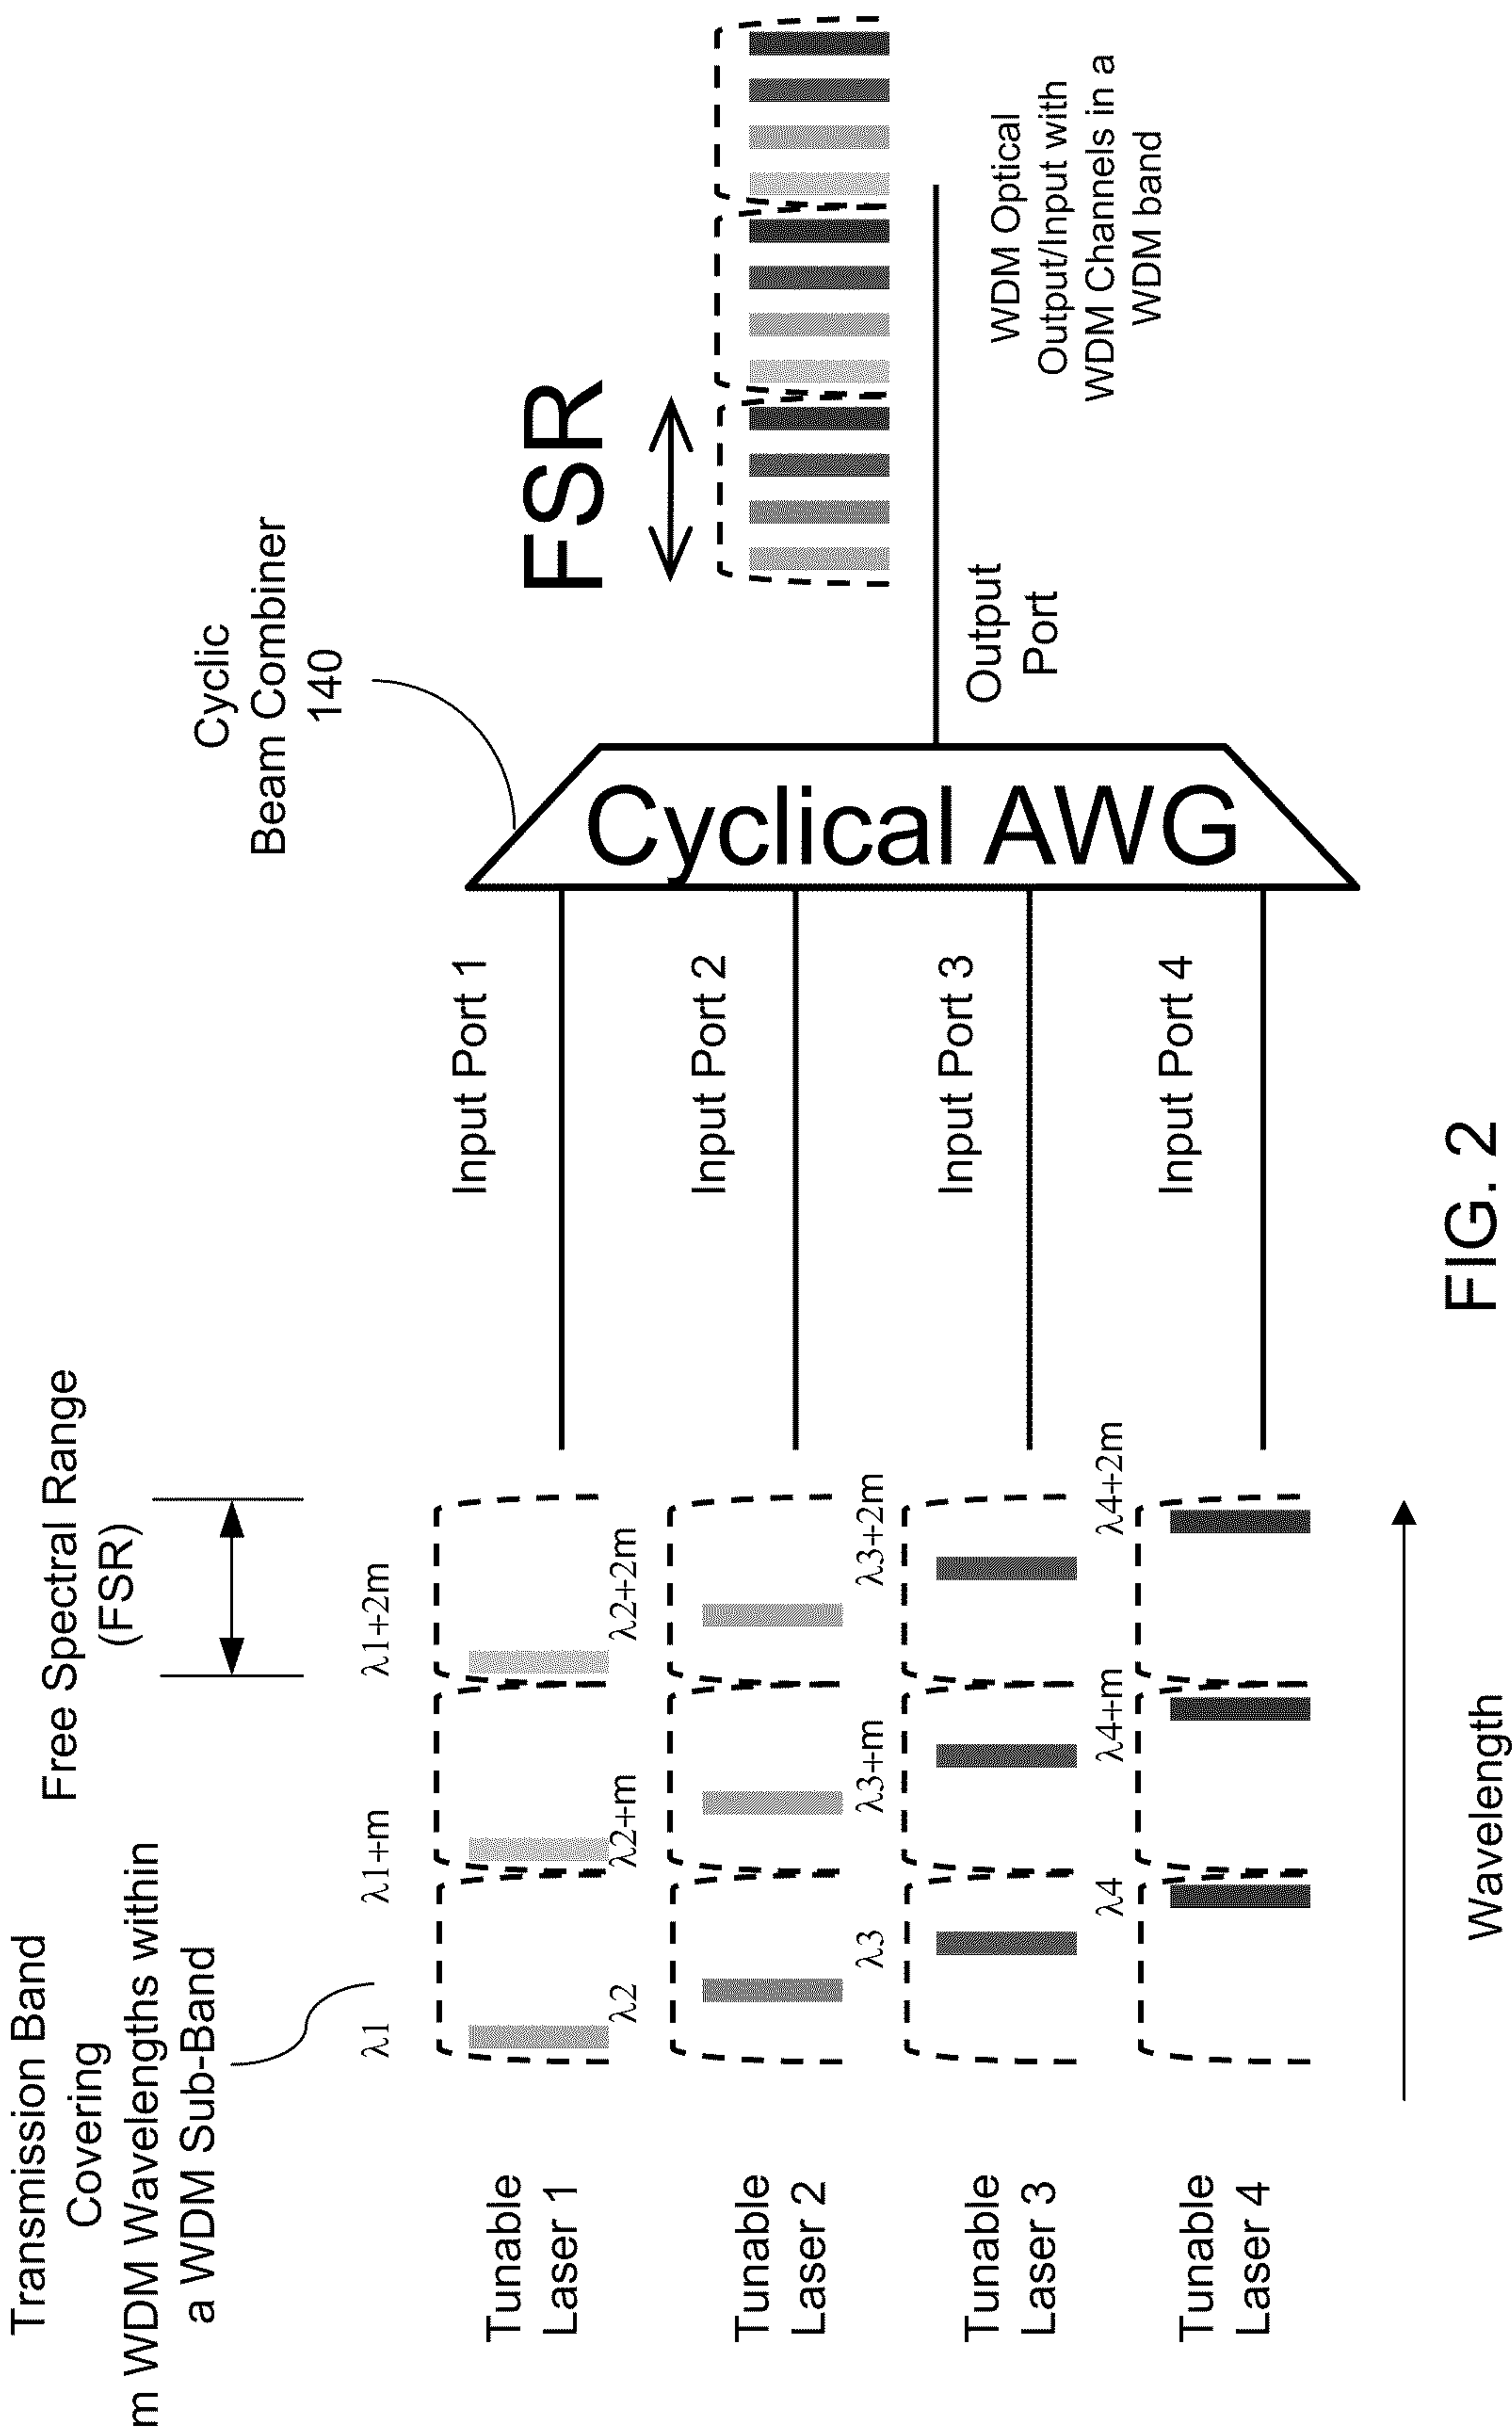 Transmission Band
Covering
m WDM Wavelengths within
a WDM Sub-Band
Free Spectral Range
(FSR)
Cyclic
Beam Combiner
140
λ1
λ1+m
λ1+2m
Tunable
Laser 1
Input Port 1
λ2
λ2+m
λ2+2m
Tunable
Laser 2
Input Port 2
λ3
λ3+m
λ3+2m
Tunable
Laser 3
Input Port 3
λ4
λ4+m
λ4+2m
Tunable
Laser 4
Input Port 4
Cyclical AWG
FSR
Output
Port
WDM Optical
Output/Input with
WDM Channels in a
WDM band
Wavelength
FIG. 2